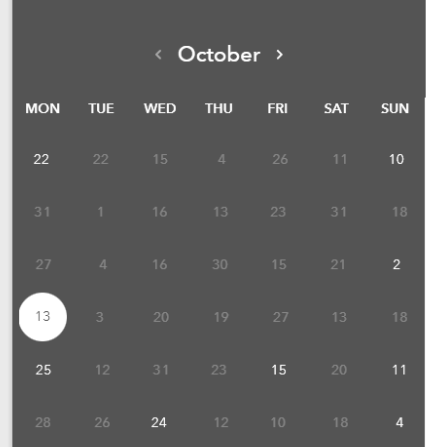 ‹ October ›
MON TUE WED THU FRI SAT SUN
22 22 15 4 26 11 10
31 1 16 13 23 31 18
27 4 16 30 15 21 2
13 3 20 19 27 13 18
25 12 31 23 15 20 11
28 26 24 12 10 18 4